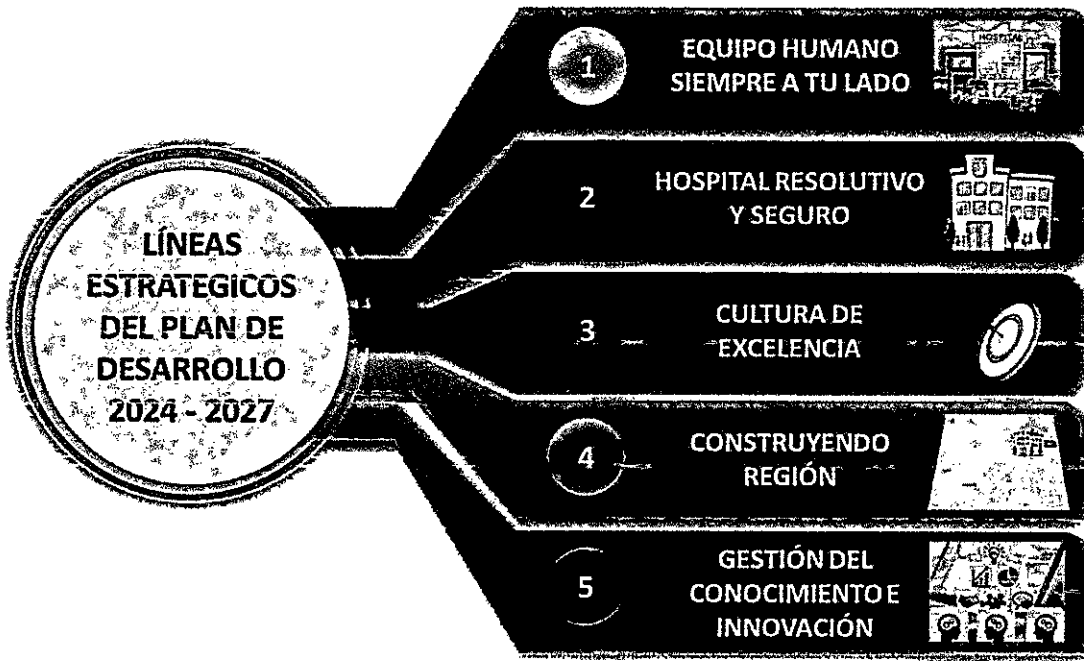 LÍNEAS
ESTRATEGICOS
DEL PLAN DE
DESARROLLO
2024 - 2027
1
EQUIPO HUMANO
SIEMPRE A TU LADO
HOSPITAL
2
HOSPITAL RESOLUTIVO
Y SEGURO
3
CULTURA DE
EXCELENCIA
4
CONSTRUYENDO
REGIÓN
5
GESTIÓN DEL
CONOCIMIENTO E
INNOVACIÓN